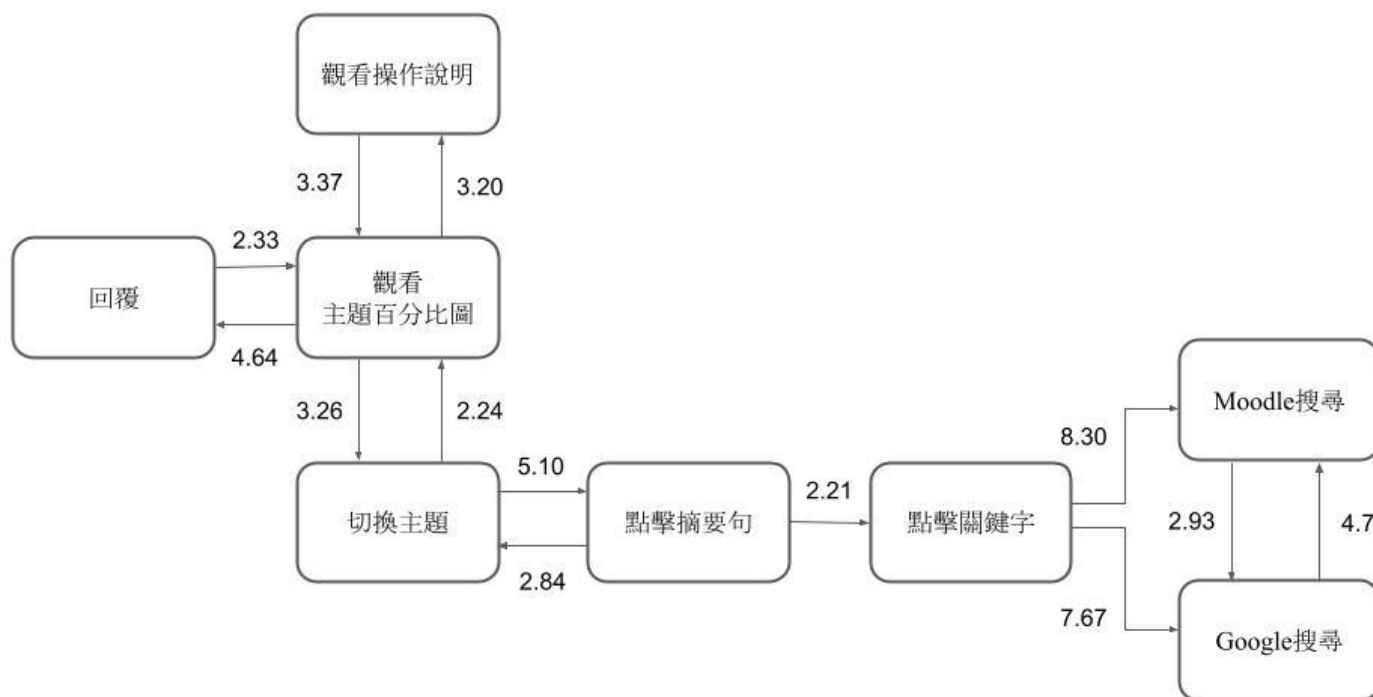 觀看操作說明
3.37
3.20
2.33
回覆
觀看
主題百分比圖
4.64
3.26
2.24
5.10
切換主題
2.84
點擊摘要句
2.21
點擊關鍵字
8.30
7.67
Moodle搜尋
2.93
4.7
Google搜尋